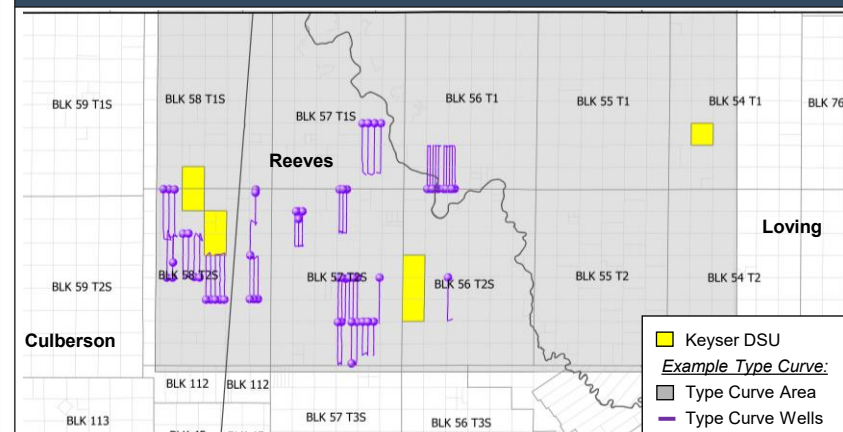 BLK 59 T1S
BLK 58 T1S
BLK 57 T1S
BLK 56 T1
BLK 55 T1
BLK 54 T1
BLK 76
Reeves
Loving
BLK 59 T2S
BLK 58 T2S
BLK 57 T2S
BLK 56 T2S
BLK 55 T2
BLK 54 T2
Culberson
Keyser DSU
Example Type Curve:
Type Curve Area
Type Curve Wells
BLK 112
BLK 112
BLK 113
BLK 57 T3S
BLK 56 T3S